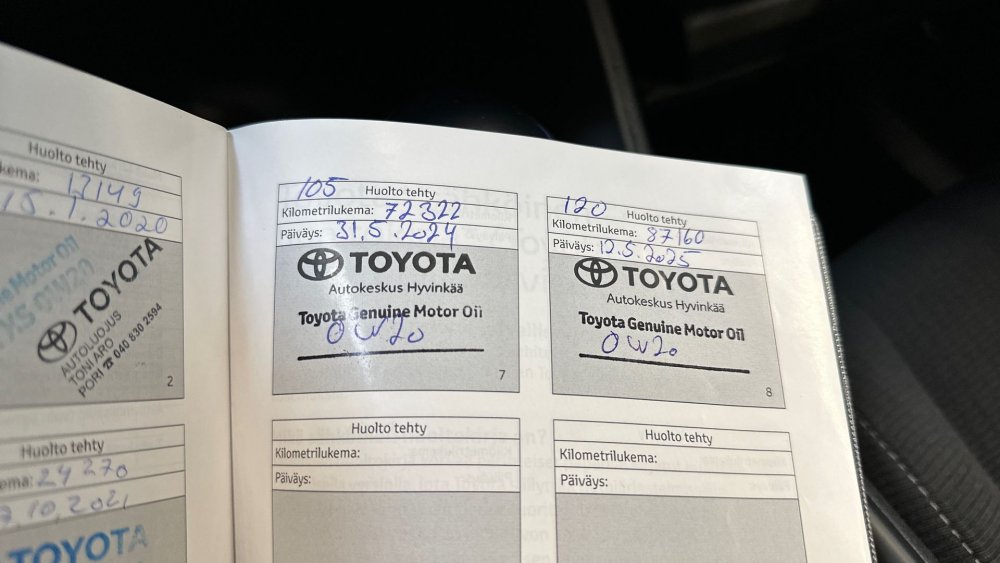 Huolto tehty
17149
15.1.2020
TOYOTA
AUTOLUOJUS
TONI ARO
PORI ☎ 040 830 2594
2
Huolto tehty
24270
.10.2021
TOYOTA
105 Huolto tehty
Kilometrilukema: 72322
Päiväys: 31.5.2024
TOYOTA
Autokeskus Hyvinkää
Toyota Genuine Motor Oil
0W20
7
120 Huolto tehty
Kilometrilukema: 87160
Päiväys: 12.5.2025
TOYOTA
Autokeskus Hyvinkää
Toyota Genuine Motor Oil
0W20
8
Huolto tehty
Kilometrilukema:
Päiväys:
Huolto tehty
Kilometrilukema:
Päiväys: